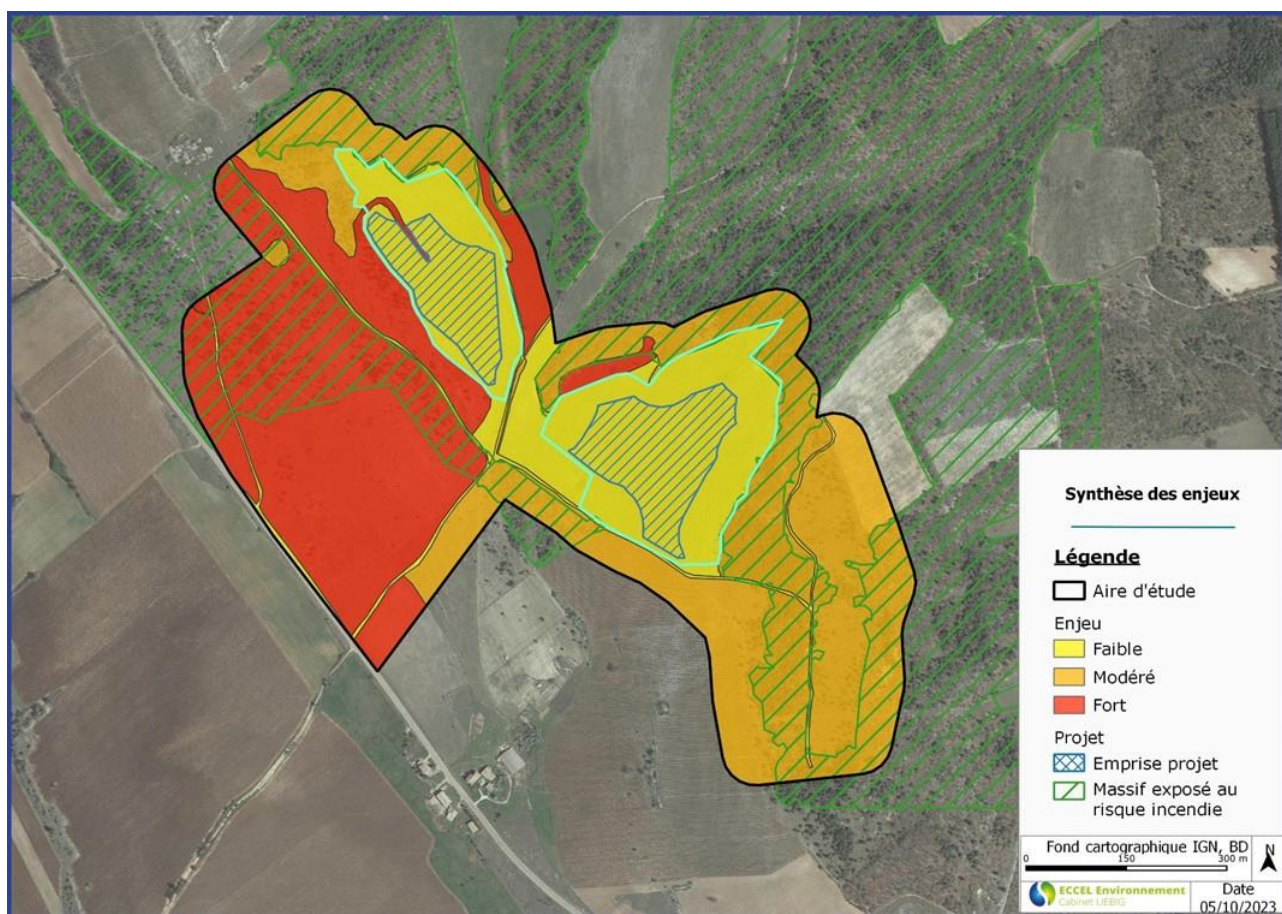 Synthèse des enjeux
Légende
Aire d'étude
Enjeu
Faible
Modéré
Fort
Projet
Emprise projet
Massif exposé au
risque incendie
Fond cartographique IGN, BD
N
0 150 300 m
ECCEL Environnement
Cabinet LIEBIG
Date
05/10/2023